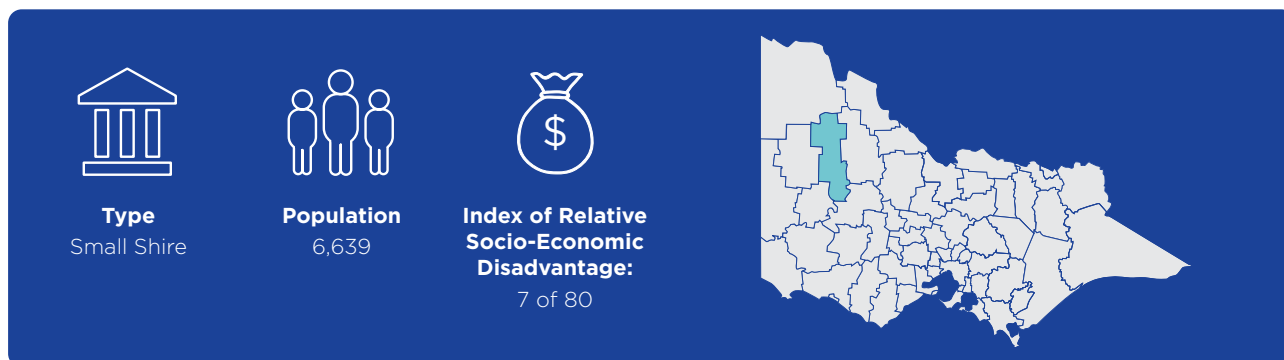 $
Type
Small Shire
Population
6,639
Index of Relative
Socio-Economic
Disadvantage:
7 of 80